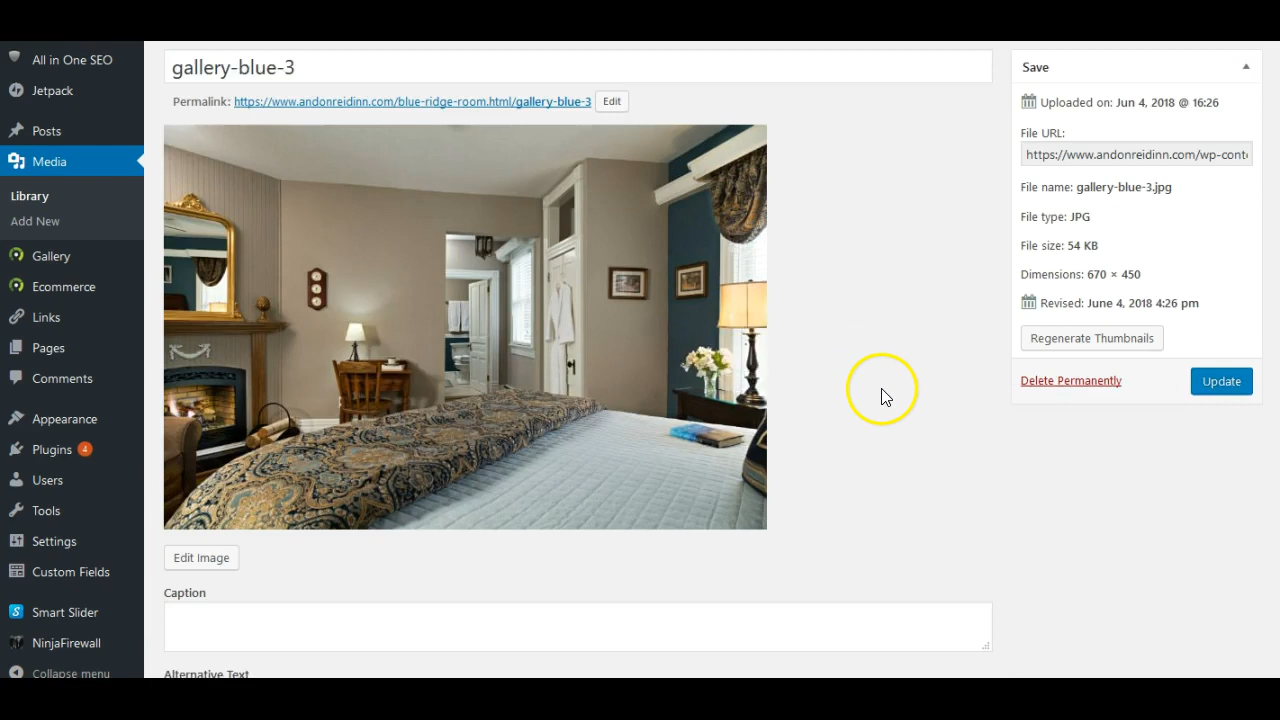 All in One SEO
Jetpack
Posts
Media
Library
Add New
Gallery
Ecommerce
Links
Pages
Comments
Appearance
Plugins 4
Users
Tools
Settings
Custom Fields
S Smart Slider
NinjaFirewall
Collapse menu
gallery-blue-3
Permalink: https://www.andonreidinn.com/blue-ridge-room.html/gallery-blue-3 Edit
Edit Image
Caption
Alternative Text
Save
Uploaded on: Jun 4, 2018 @ 16:26
File URL:
https://www.andonreidinn.com/wp-cont
File name: gallery-blue-3.jpg
File type: JPG
File size: 54 KB
Dimensions: 670 × 450
Revised: June 4, 2018 4:26 pm
Regenerate Thumbnails
Delete Permanently Update